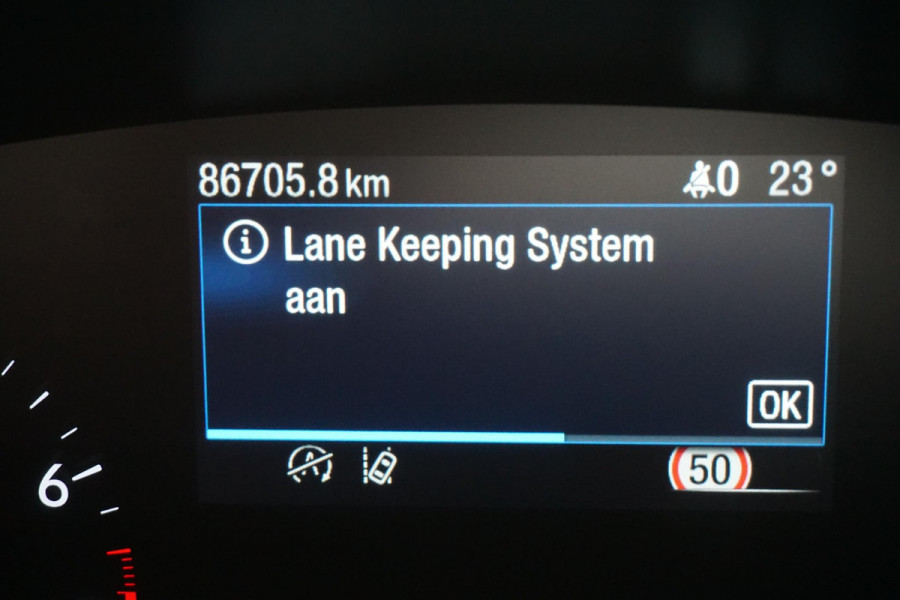 86705.8 km 0 23°
Lane Keeping System
aan
OK
A
50
6